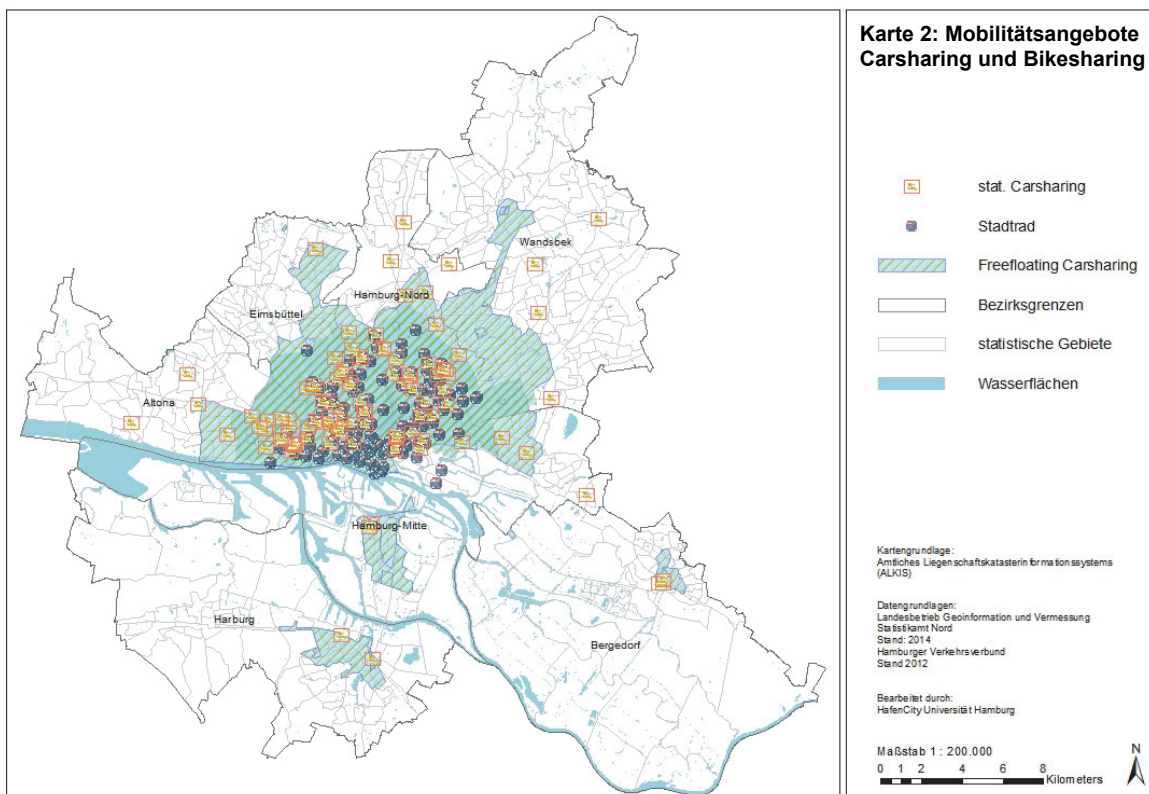 Karte 2: Mobilitätsangebote
Carsharing und Bikesharing
stat. Carsharing
Stadtrad
Freefloating Carsharing
Bezirksgrenzen
statistische Gebiete
Wasserflächen
Wandsbek
Hamburg-Nord
Eimsbüttel
Altona
Hamburg-Mitte
Harburg
Bergedorf
Kartengrundlage:
Amtliches Liegenschaftskatasterinformationssystems
(ALKIS)
Datengrundlagen:
Landesbetrieb Geoinformation und Vermessung
Statistikamt Nord
Stand: 2014
Hamburger Verkehrsverbund
Stand 2012
Bearbeitet durch:
HafenCity Universität Hamburg
Maßstab 1 : 200.000
0 1 2 4 6 8
Kilometers
N